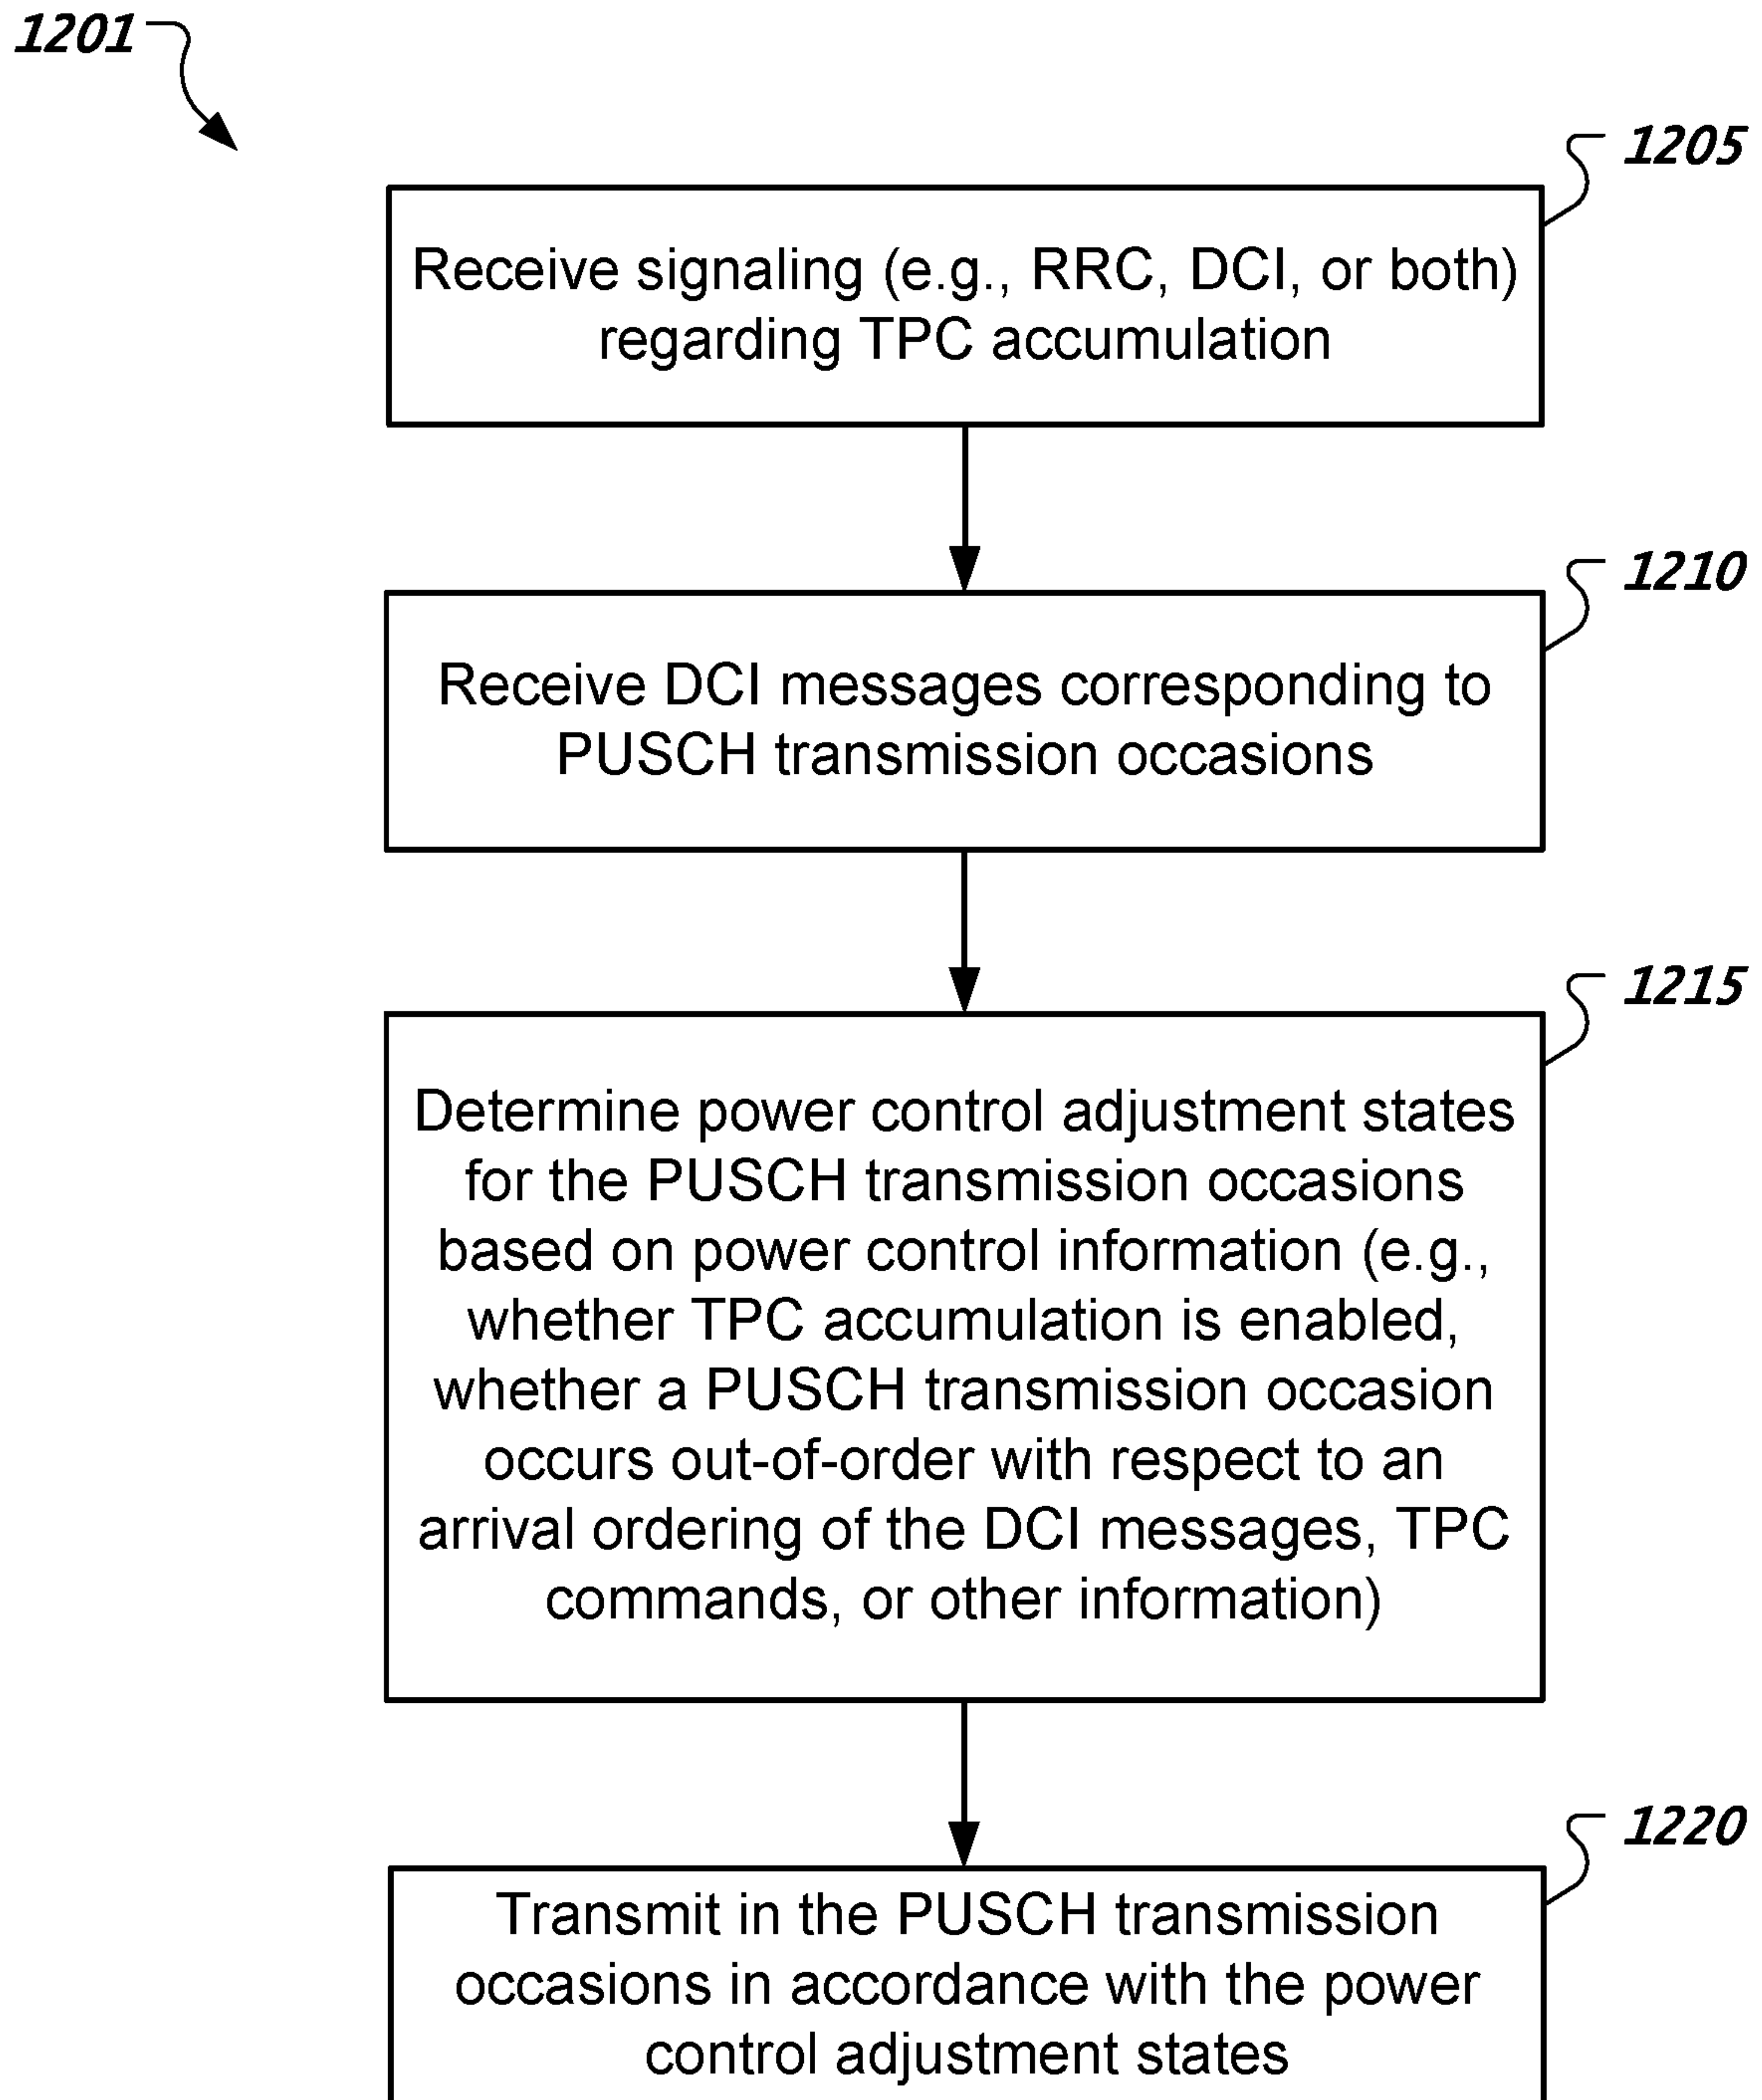 1201
1205
Receive signaling (e.g., RRC, DCI, or both)
regarding TPC accumulation
1210
Receive DCI messages corresponding to
PUSCH transmission occasions
1215
Determine power control adjustment states
for the PUSCH transmission occasions
based on power control information (e.g.,
whether TPC accumulation is enabled,
whether a PUSCH transmission occasion
occurs out-of-order with respect to an
arrival ordering of the DCI messages, TPC
commands, or other information)
1220
Transmit in the PUSCH transmission
occasions in accordance with the power
control adjustment states